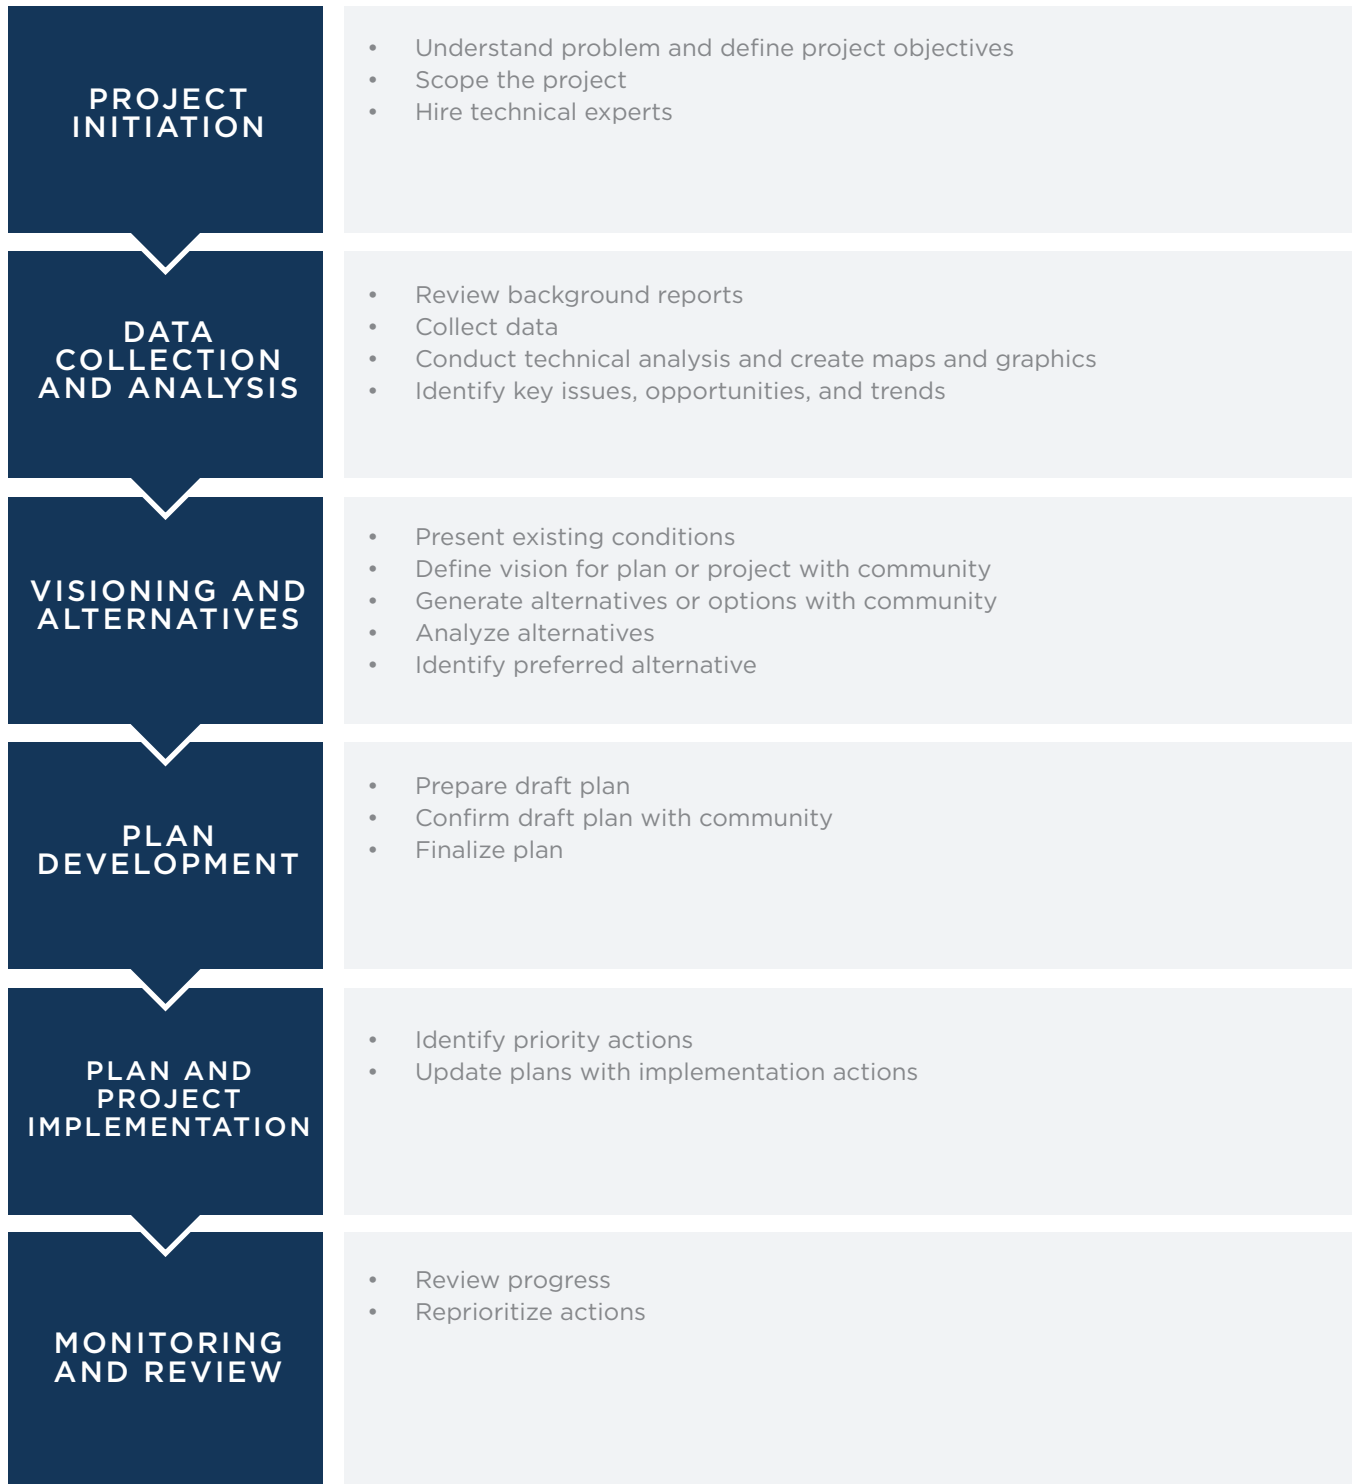 PROJECT
INITIATION
• Understand problem and define project objectives
• Scope the project
• Hire technical experts
DATA
COLLECTION
AND ANALYSIS
• Review background reports
• Collect data
• Conduct technical analysis and create maps and graphics
• Identify key issues, opportunities, and trends
VISIONING AND
ALTERNATIVES
• Present existing conditions
• Define vision for plan or project with community
• Generate alternatives or options with community
• Analyze alternatives
• Identify preferred alternative
PLAN
DEVELOPMENT
• Prepare draft plan
• Confirm draft plan with community
• Finalize plan
PLAN AND
PROJECT
IMPLEMENTATION
• Identify priority actions
• Update plans with implementation actions
MONITORING
AND REVIEW
• Review progress
• Reprioritize actions